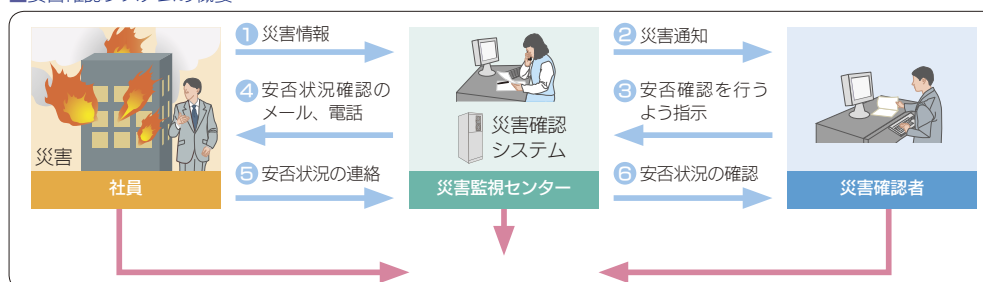 ① 災害情報
② 災害通知
④ 安否状況確認の
メール、電話
③ 安否確認を行う
よう指示
災害確認
システム
災害
⑤ 安否状況の連絡
⑥ 安否状況の確認
社員
災害監視センター
災害確認者